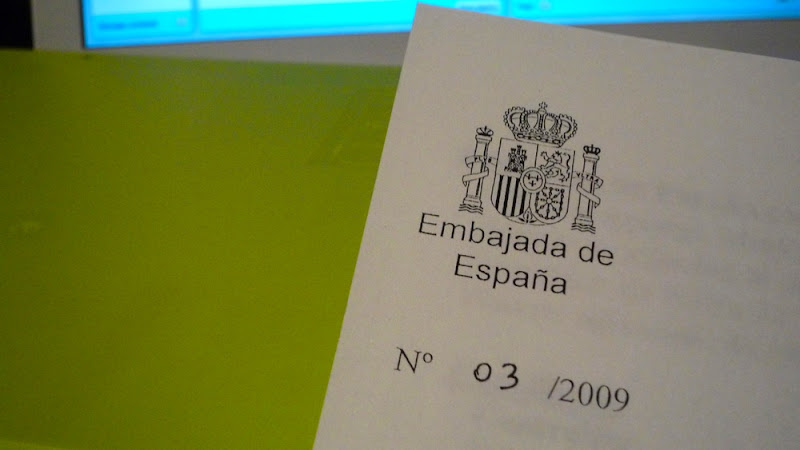 Embajada de
España
Nº 03 /2009